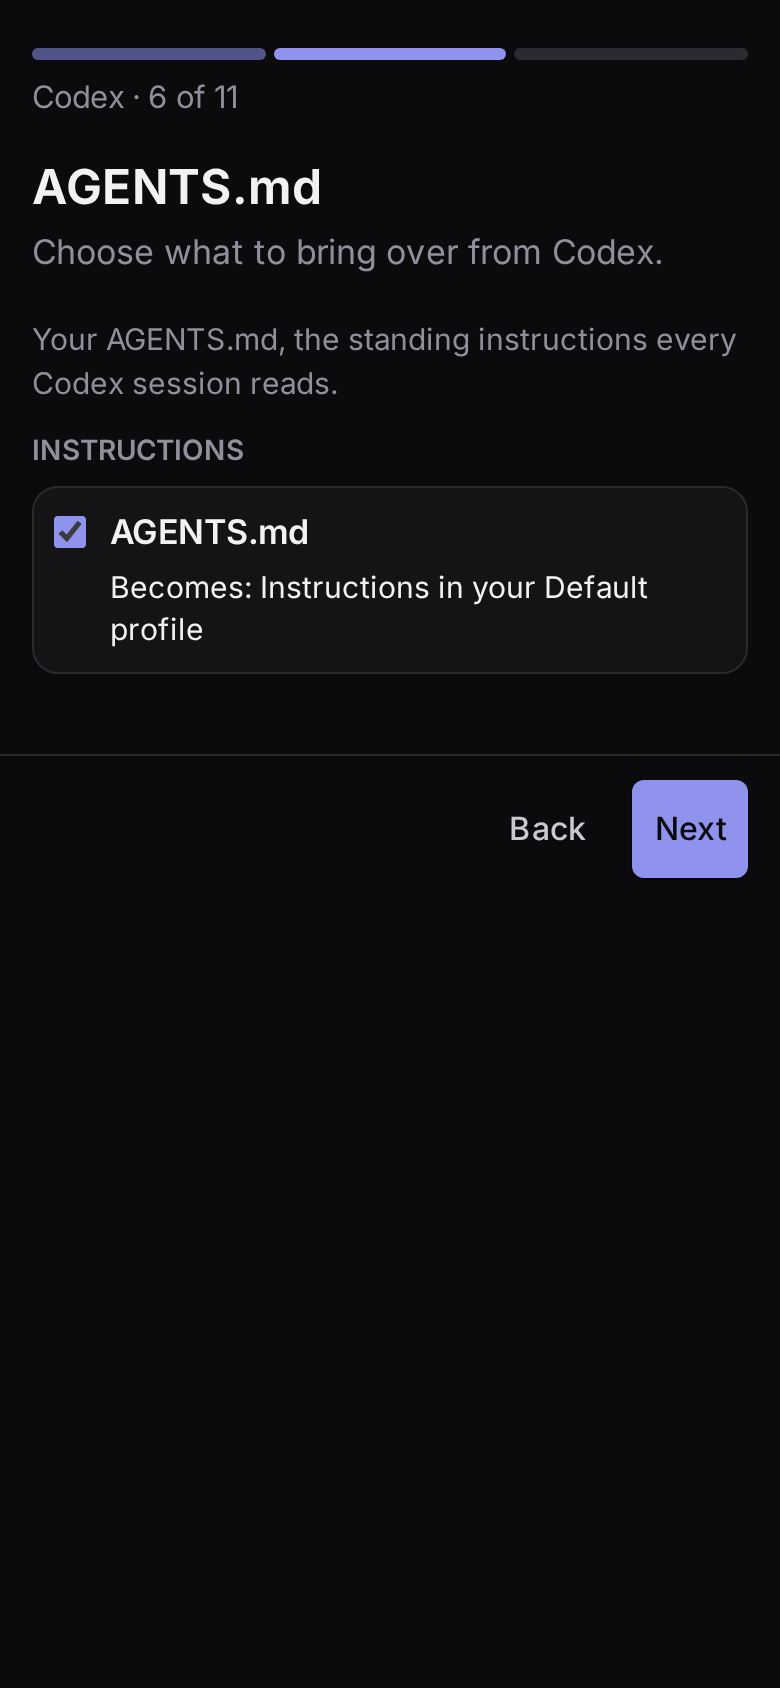 Codex · 6 of 11
AGENTS.md
Choose what to bring over from Codex.
Your AGENTS.md, the standing instructions every
Codex session reads.
INSTRUCTIONS
AGENTS.md
Becomes: Instructions in your Default
profile
Back
Next